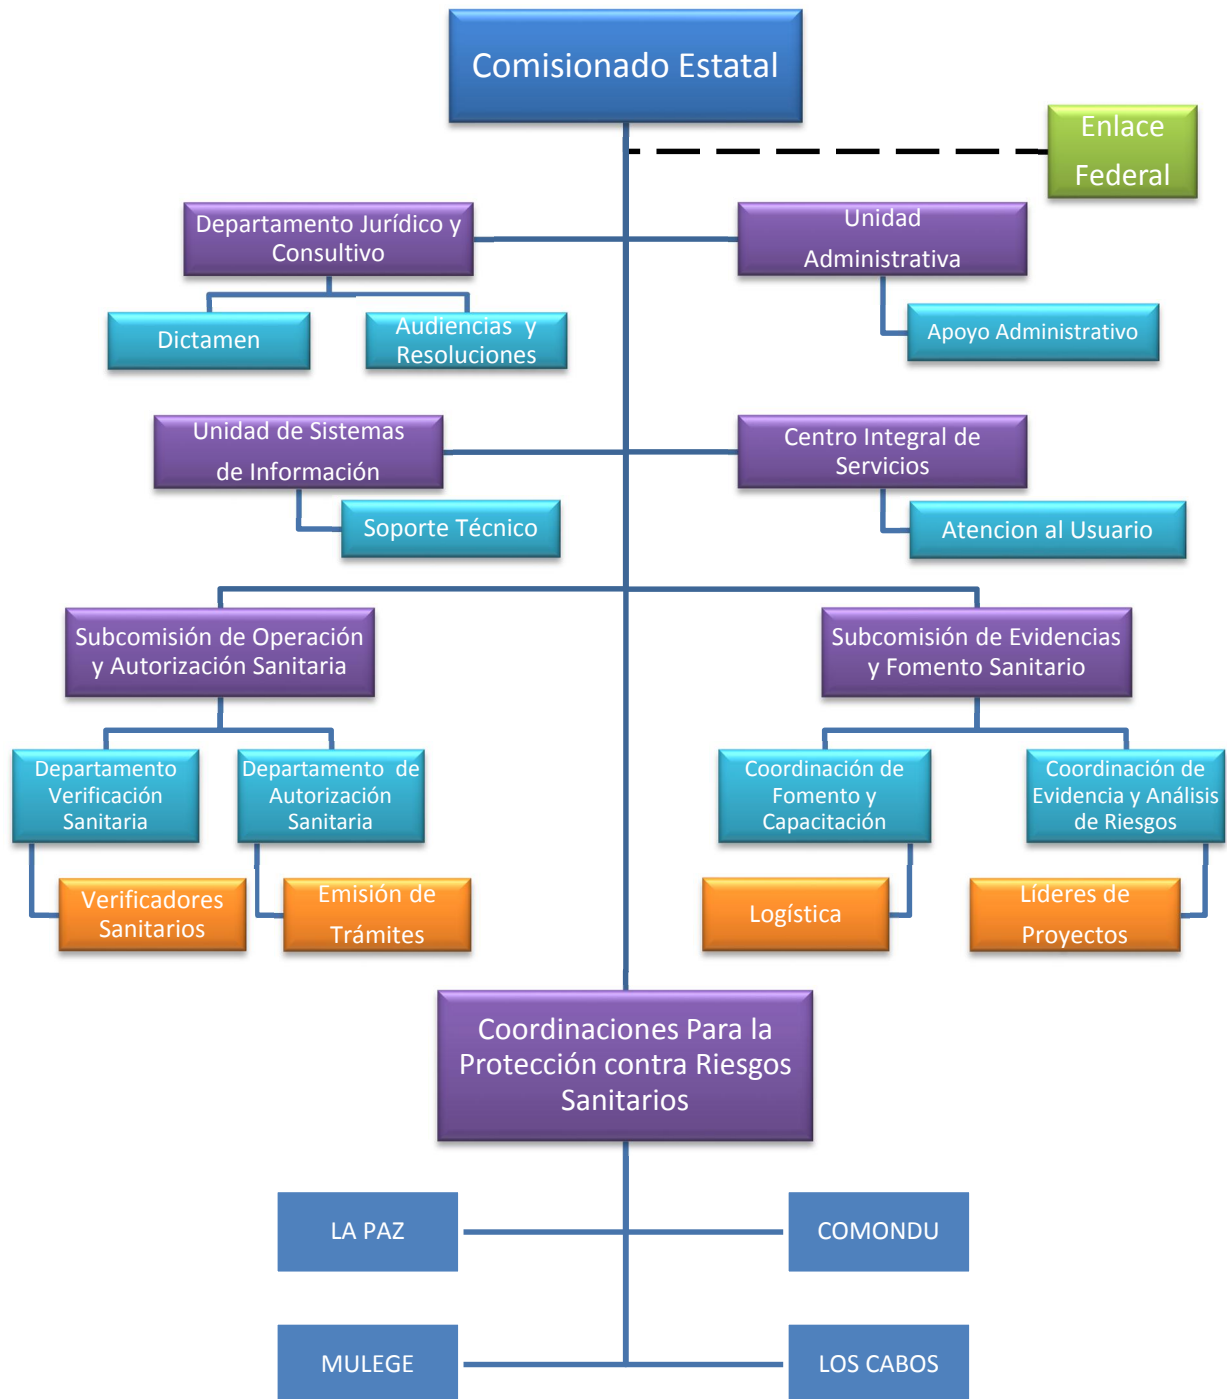 Comisionado Estatal
Enlace
Federal
Departamento Jurídico y
Consultivo
Unidad
Administrativa
Dictamen
Audiencias y
Resoluciones
Apoyo Administrativo
Unidad de Sistemas
de Información
Centro Integral de
Servicios
Soporte Técnico
Atencion al Usuario
Subcomisión de Operación
y Autorización Sanitaria
Subcomisión de Evidencias
y Fomento Sanitario
Departamento
Verificación
Sanitaria
Departamento de
Autorización
Sanitaria
Coordinación de
Fomento y
Capacitación
Coordinación de
Evidencia y Análisis
de Riesgos
Verificadores
Sanitarios
Emisión de
Trámites
Logística
Líderes de
Proyectos
Coordinaciones Para la
Protección contra Riesgos
Sanitarios
LA PAZ
COMONDU
MULEGE
LOS CABOS